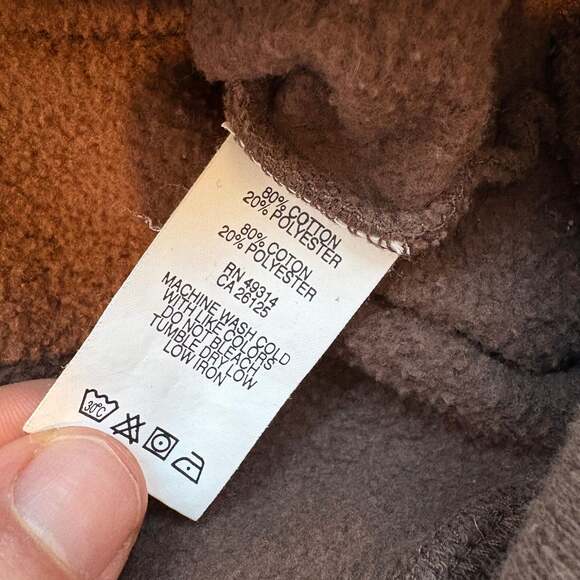 80% COTTON
20% POLYESTER
80% COTON
20% POLYESTER
RN 49314
CA 26125
MACHINE WASH COLD
WITH LIKE COLORS
DO NOT BLEACH
TUMBLE DRY LOW
LOW IRON
30°C